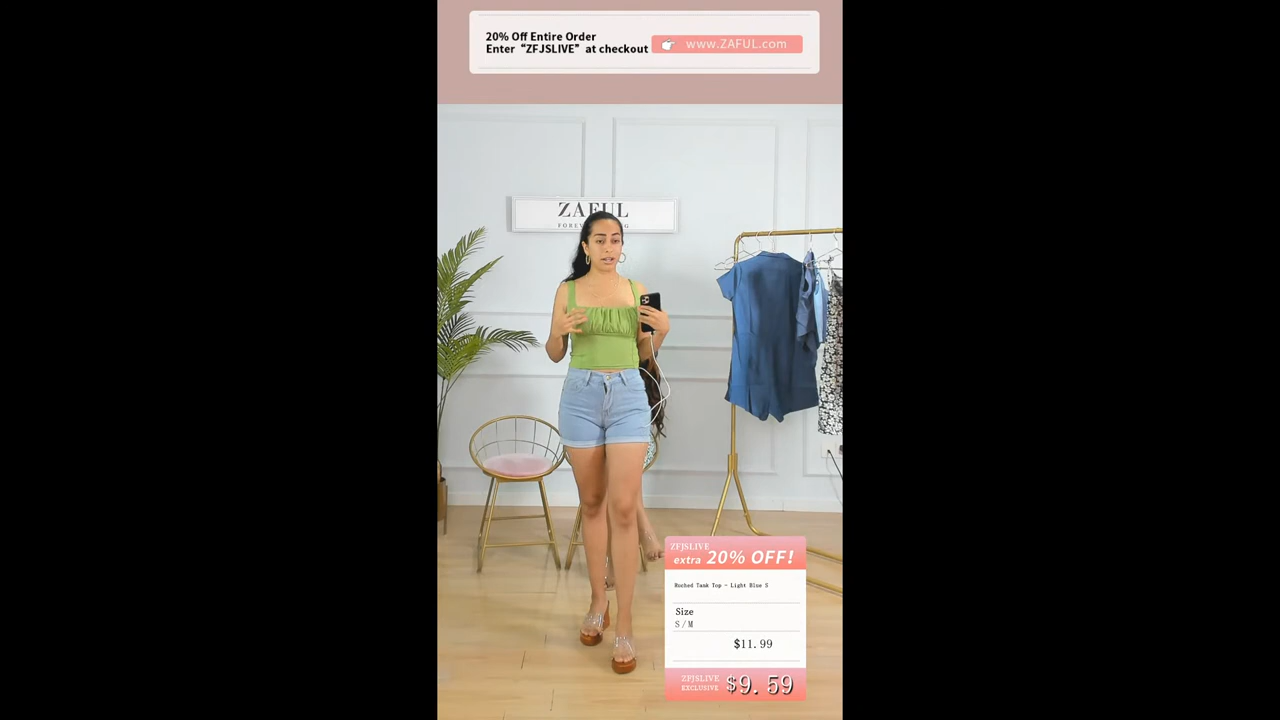 20% Off Entire Order
Enter “ZFJSLIVE” at checkout
www.ZAFUL.com
ZAFUL
ZFJSLIVE
extra 20% OFF!
Ruched Tank Top - Light Blue S
Size
S/M
$11.99
ZFJSLIVE
EXCLUSIVE
$9.59